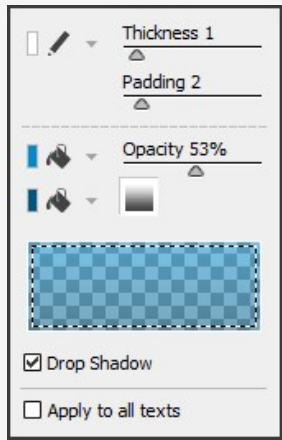 Thickness 1
Padding 2
Opacity 53%
Drop Shadow
Apply to all texts